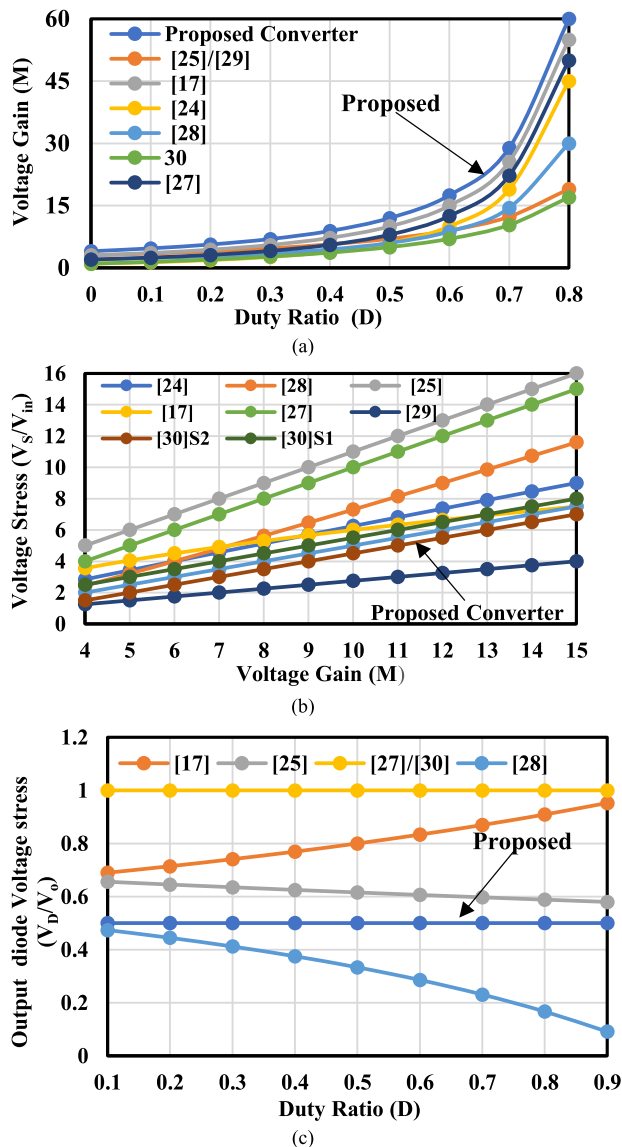 60
45
30
15
0
Voltage Gain (M)
Proposed Converter
[25]/[29]
[17]
[24]
[28]
30
[27]
Proposed
0 0.1 0.2 0.3 0.4 0.5 0.6 0.7 0.8
Duty Ratio (D)
(a)
16
14
12
10
8
6
4
2
0
Voltage Stress (VS/Vin)
[24] [28] [25]
[17] [27] [29]
[30]S2 [30]S1
Proposed Converter
4 5 6 7 8 9 10 11 12 13 14 15
Voltage Gain (M)
(b)
1.2
1
0.8
0.6
0.4
0.2
0
Output diode Voltage stress
(VD/Vo)
[17] [25] [27]/[30] [28]
Proposed
0.1 0.2 0.3 0.4 0.5 0.6 0.7 0.8 0.9
Duty Ratio (D)
(c)